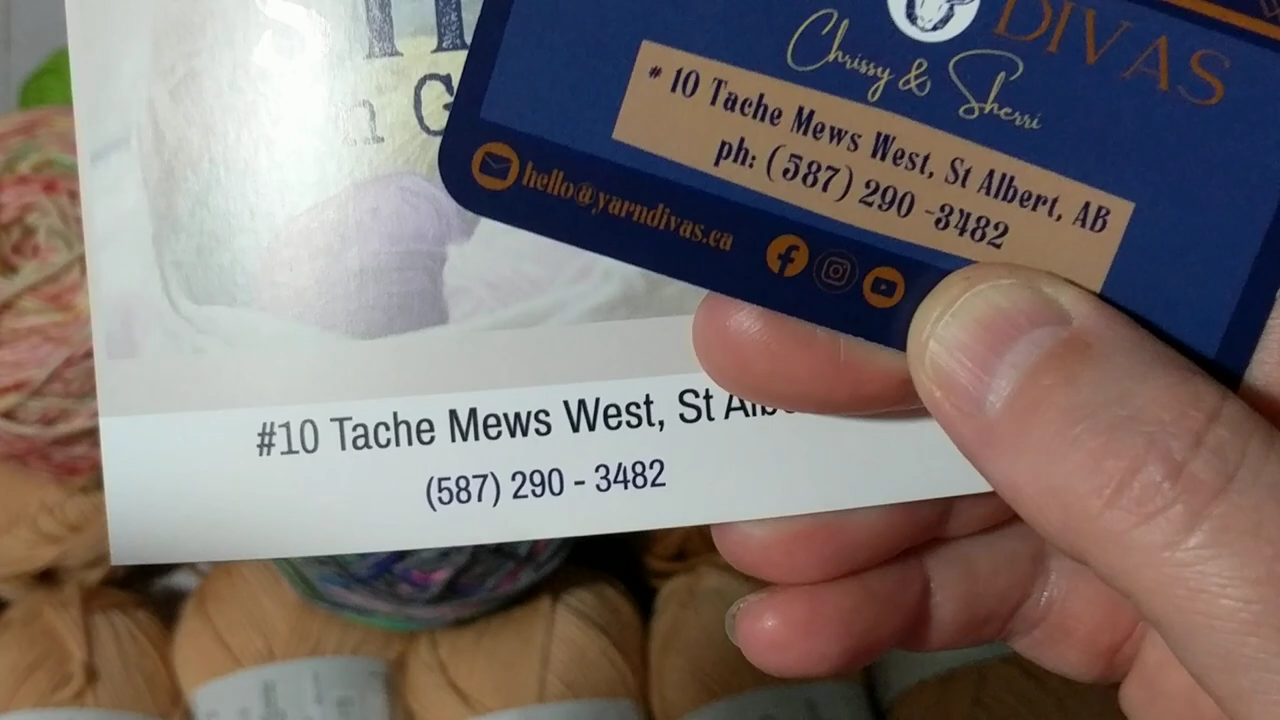 DIVAS
Chrissy & Sherri
# 10 Tache Mews West, St Albert, AB
ph: (587) 290 -3482
hello@yarndivas.ca
#10 Tache Mews West, St
(587) 290 - 3482